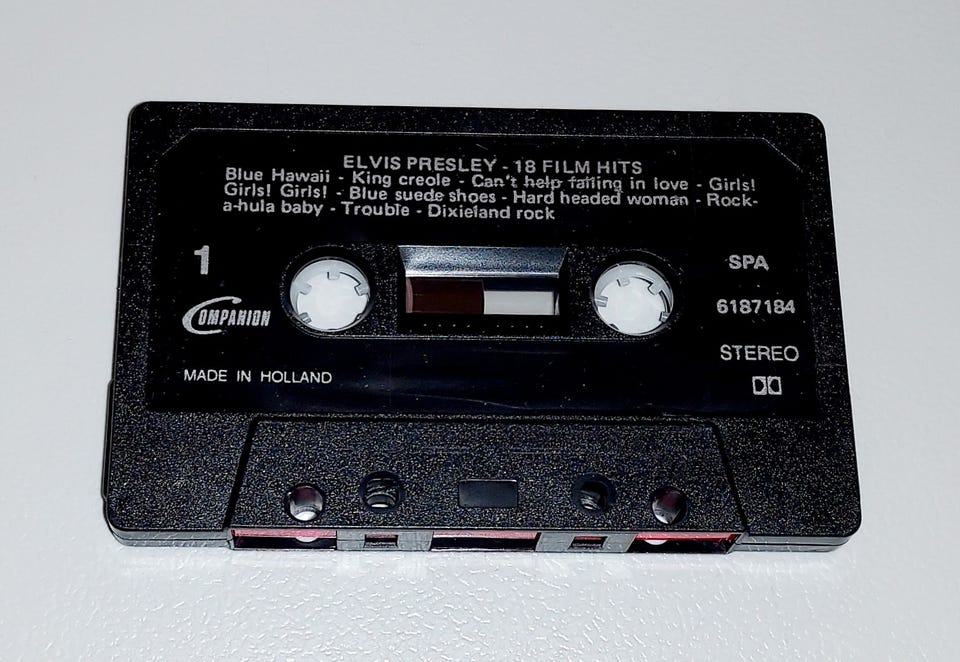 ELVIS PRESLEY - 18 FILM HITS
Blue Hawaii - King creole - Can't help falling in love - Girls!
Girls! Girls! - Blue suede shoes - Hard headed woman - Rock-
a-hula baby - Trouble - Dixieland rock
1
SPA
COMPANION
6187184
STEREO
MADE IN HOLLAND